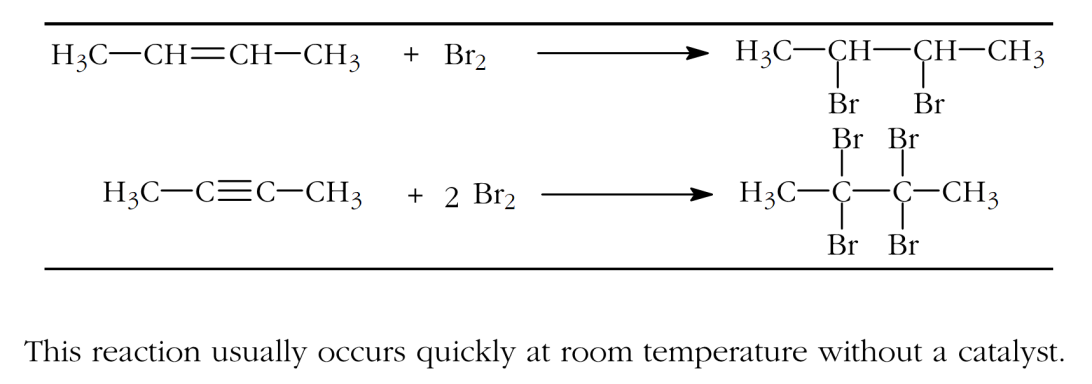 H₃C—CH=CH—CH₃ + Br₂ ⟶ H₃C—CH—CH—CH₃
Br Br
Br Br
H₃C—C≡C—CH₃ + 2 Br₂ ⟶ H₃C—C—C—CH₃
Br Br
This reaction usually occurs quickly at room temperature without a catalyst.